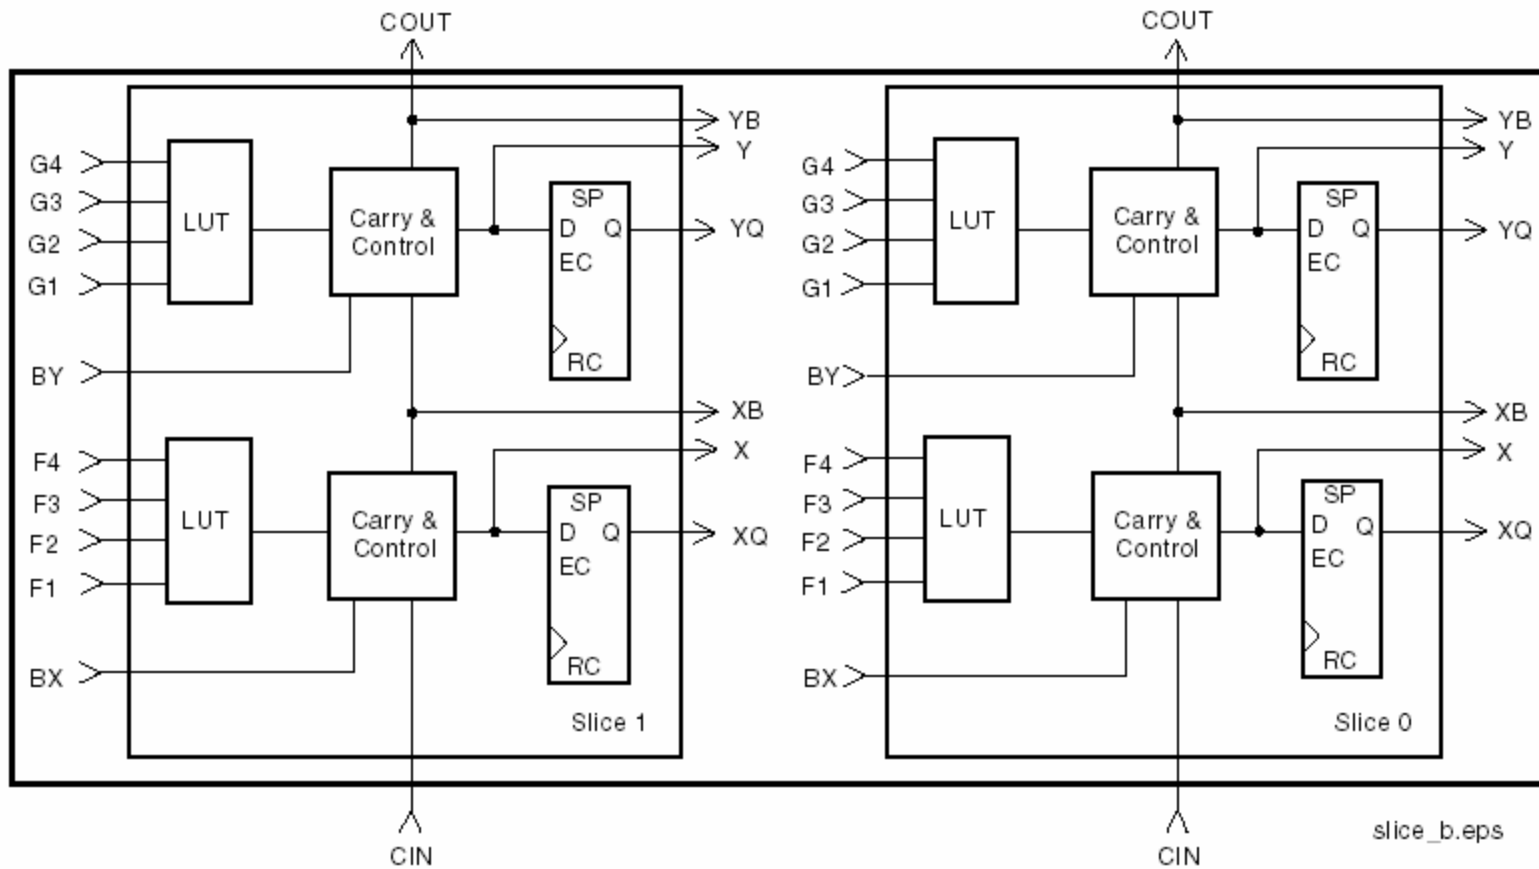 COUT
COUT
YB
Y
G4
G3
G2
G1
LUT
Carry &
Control
SP
D Q
EC
RC
YQ
BY
XB
X
F4
F3
F2
F1
LUT
Carry &
Control
SP
D Q
EC
RC
XQ
BX
Slice 1
CIN
YB
Y
G4
G3
G2
G1
LUT
Carry &
Control
SP
D Q
EC
RC
YQ
BY
XB
X
F4
F3
F2
F1
LUT
Carry &
Control
SP
D Q
EC
RC
XQ
BX
Slice 0
CIN
slice_b.eps